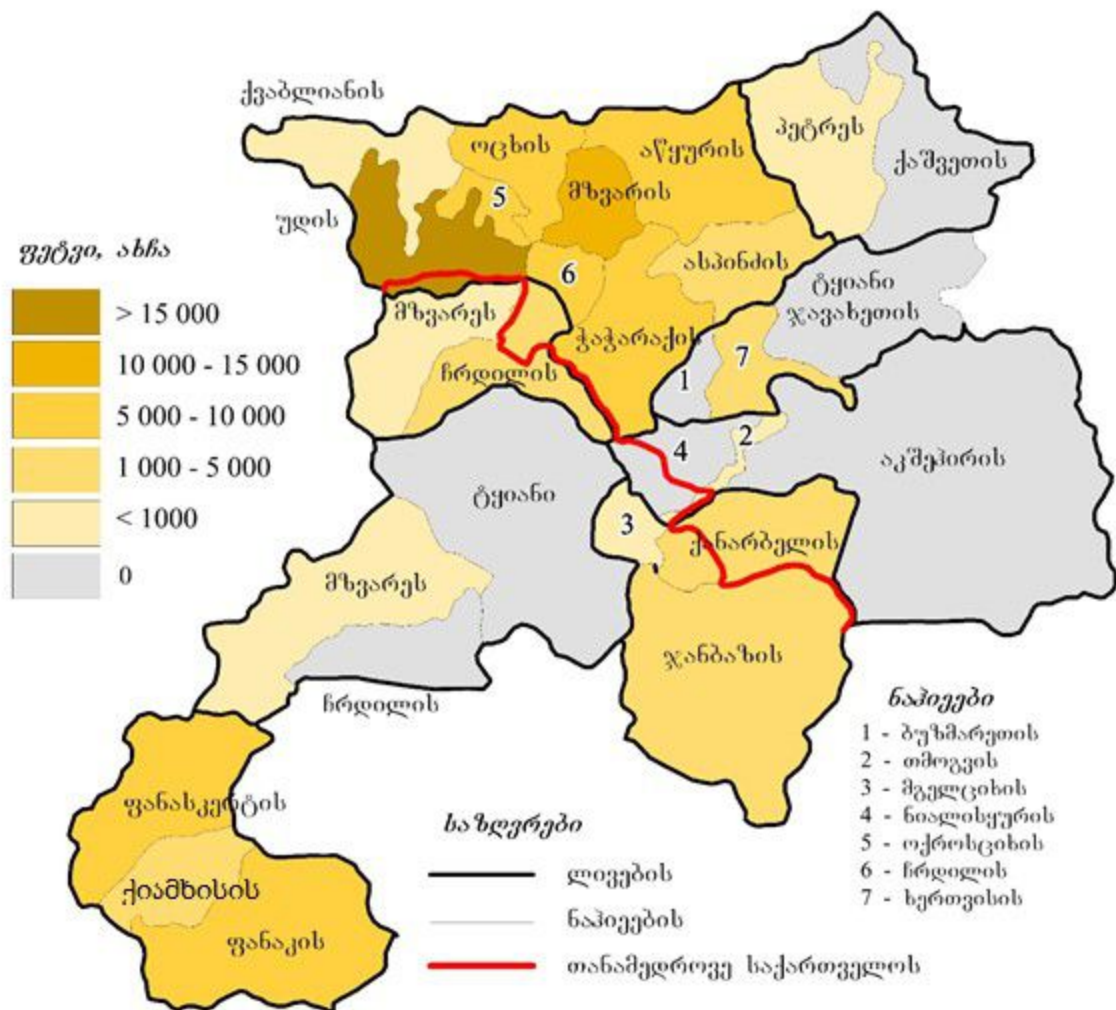 ქვაბლიანის
ოცხის
აწყურის
პეტრეს
ქაშვეთის
მზვარის
5
უდის
ფეტვი, ახჩა
> 15 000
10 000 - 15 000
5 000 - 10 000
1 000 - 5 000
< 1000
0
6
ასპინძის
ტყიანი
ჯავახეთის
მზვარეს
ჭაჭარაქის
ჩრდილის
1
7
2
4
აკშეჰირის
ტყიანი
3
ქანარბელის
მზვარეს
ჯანბაზის
ჩრდილის
ნაჰიეები
1 - ბუზმარეთის
2 - თმოგვის
3 - მგელციხის
4 - ნიალისყურის
5 - ოქროსციხის
6 - ჩრდილის
7 - ხერთვისის
ფანასკერტის
ქიამხისის
ფანაკის
საზღვრები
ლივების
ნაჰიეების
თანამედროვე საქართველოს